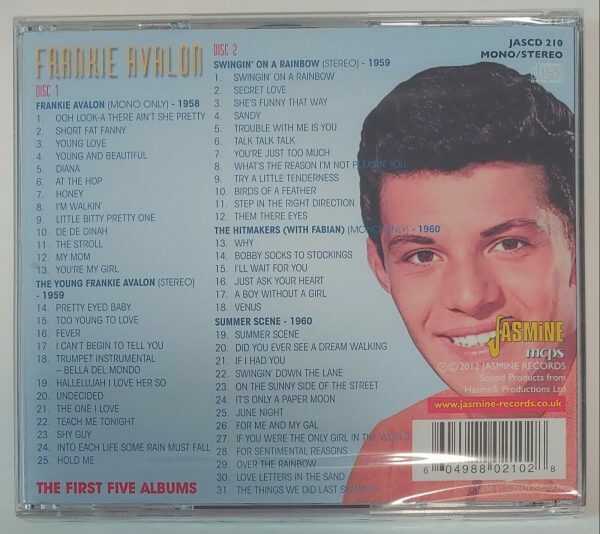 FRANKIE AVALON
DISC 1
FRANKIE AVALON (MONO ONLY) - 1958
1. OOH LOOK-A THERE AIN'T SHE PRETTY
2. SHORT FAT FANNY
3. YOUNG LOVE
4. YOUNG AND BEAUTIFUL
5. DIANA
6. AT THE HOP
7. HONEY
8. I'M WALKIN'
9. LITTLE BITTY PRETTY ONE
10. DE DE DINAH
11. THE STROLL
12. MY MOM
13. YOU'RE MY GIRL
THE YOUNG FRANKIE AVALON (STEREO)
- 1959
14. PRETTY EYED BABY
15. TOO YOUNG TO LOVE
16. FEVER
17. I CAN'T BEGIN TO TELL YOU
18. TRUMPET INSTRUMENTAL
– BELLA DEL MONDO
19. HALLELUJAH I LOVE HER SO
20. UNDECIDED
21. THE ONE I LOVE
22. TEACH ME TONIGHT
23. SHY GUY
24. INTO EACH LIFE SOME RAIN MUST FALL
25. HOLD ME
THE FIRST FIVE ALBUMS
DISC 2
SWINGIN' ON A RAINBOW (STEREO) - 1959
1. SWINGIN' ON A RAINBOW
2. SECRET LOVE
3. SHE'S FUNNY THAT WAY
4. SANDY
5. TROUBLE WITH ME IS YOU
6. TALK TALK TALK
7. YOU'RE JUST TOO MUCH
8. WHAT'S THE REASON I'M NOT PLEASIN' YOU
9. TRY A LITTLE TENDERNESS
10. BIRDS OF A FEATHER
11. STEP IN THE RIGHT DIRECTION
12. THEM THERE EYES
THE HITMAKERS (WITH FABIAN) (MONO ONLY) - 1960
13. WHY
14. BOBBY SOCKS TO STOCKINGS
15. I'LL WAIT FOR YOU
16. JUST ASK YOUR HEART
17. A BOY WITHOUT A GIRL
18. VENUS
SUMMER SCENE - 1960
19. SUMMER SCENE
20. DID YOU EVER SEE A DREAM WALKING
21. IF I HAD YOU
22. SWINGIN' DOWN THE LANE
23. ON THE SUNNY SIDE OF THE STREET
24. IT'S ONLY A PAPER MOON
25. JUNE NIGHT
26. FOR ME AND MY GAL
27. IF YOU WERE THE ONLY GIRL IN THE WORLD
28. FOR SENTIMENTAL REASONS
29. OVER THE RAINBOW
30. LOVE LETTERS IN THE SAND
31. THE THINGS WE DID LAST SUMMER
JASCD 210
MONO/STEREO
JASMINE
mcps
℗©2012 JASMINE RECORDS
Sound Products from
Hasmick Productions Ltd
www.jasmine-records.co.uk
6 04988 02102 8